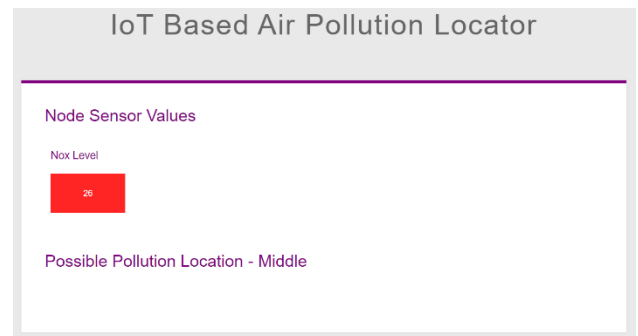 IoT Based Air Pollution Locator
Node Sensor Values
Nox Level
26
Possible Pollution Location - Middle